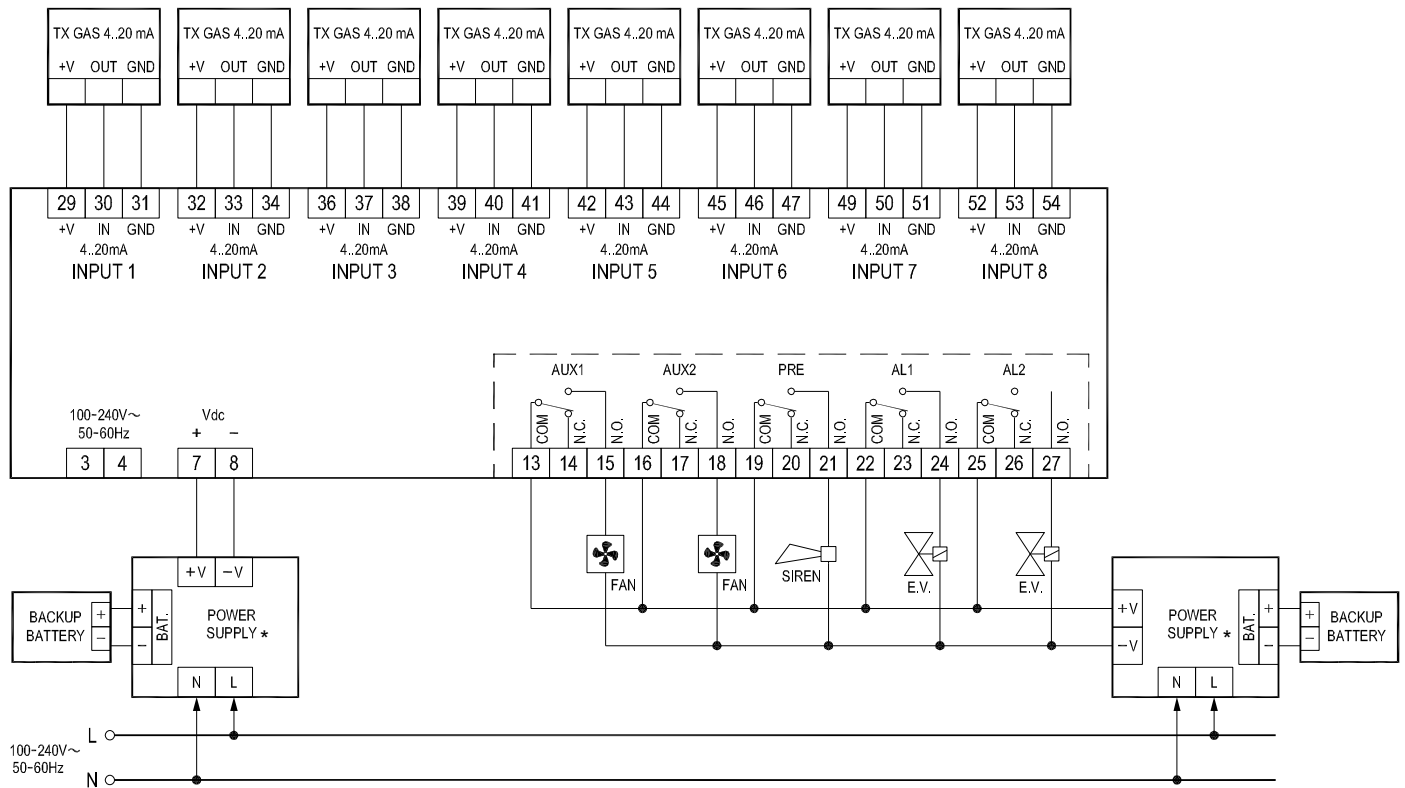 TX GAS 4..20 mA TX GAS 4..20 mA TX GAS 4..20 mA TX GAS 4..20 mA TX GAS 4..20 mA TX GAS 4..20 mA TX GAS 4..20 mA TX GAS 4..20 mA
+V OUT GND +V OUT GND +V OUT GND +V OUT GND +V OUT GND +V OUT GND +V OUT GND +V OUT GND
29 30 31 32 33 34 36 37 38 39 40 41 42 43 44 45 46 47 49 50 51 52 53 54
+V IN GND +V IN GND +V IN GND +V IN GND +V IN GND +V IN GND +V IN GND +V IN GND
4..20mA 4..20mA 4..20mA 4..20mA 4..20mA 4..20mA 4..20mA 4..20mA
INPUT 1 INPUT 2 INPUT 3 INPUT 4 INPUT 5 INPUT 6 INPUT 7 INPUT 8
AUX1 AUX2 PRE AL1 AL2
COM N.C. N.O. COM N.C. N.O. COM N.C. N.O. COM N.C. N.O. COM N.C. N.O.
100-240V~ Vdc
50-60Hz + −
3 4 7 8 13 14 15 16 17 18 19 20 21 22 23 24 25 26 27
FAN FAN SIREN E.V. E.V.
+V −V
BACKUP
BATTERY
+ −
+ −
BAT.
POWER
SUPPLY *
N L
+V
−V
POWER
SUPPLY *
BAT.
+ −
+ −
BACKUP
BATTERY
N L
L
100-240V~
50-60Hz
N